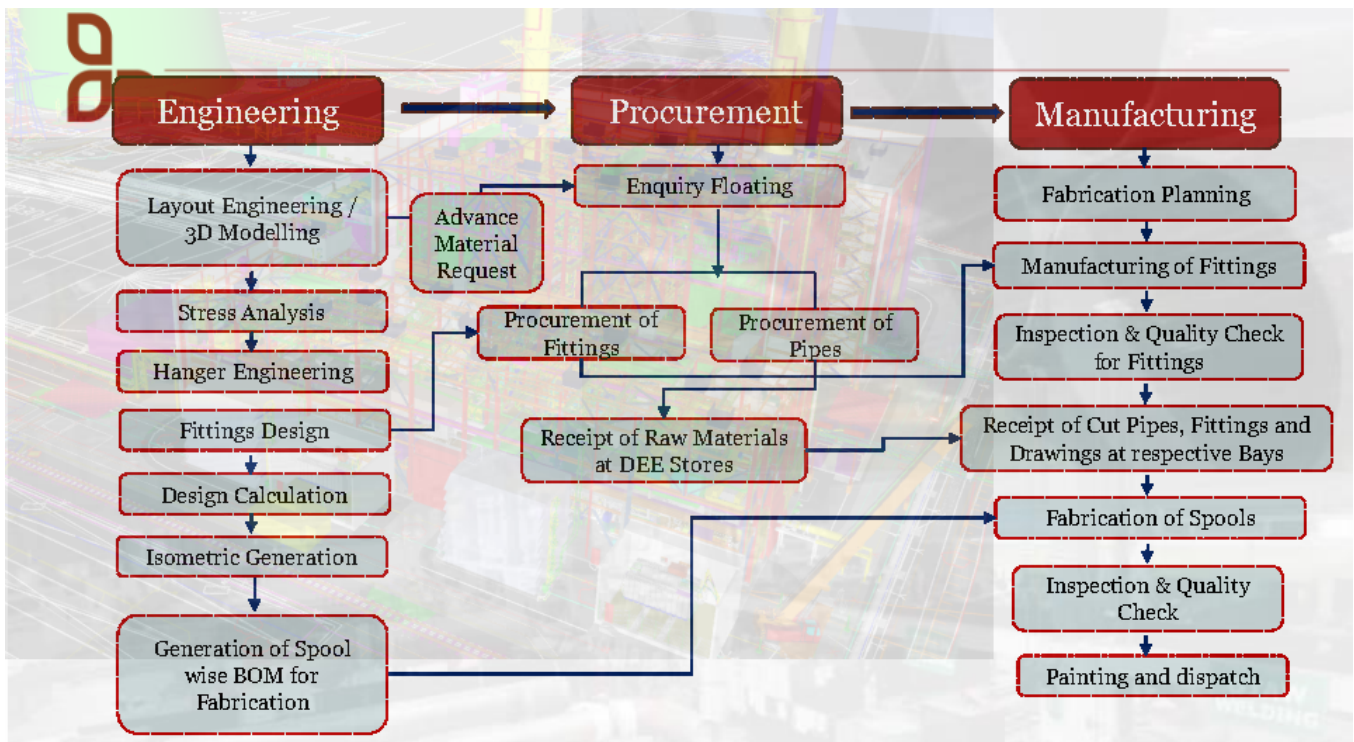 Engineering
Procurement
Manufacturing
Layout Engineering /
3D Modelling
Stress Analysis
Hanger Engineering
Fittings Design
Design Calculation
Isometric Generation
Generation of Spool
wise BOM for
Fabrication
Advance
Material
Request
Enquiry Floating
Procurement of
Fittings
Procurement of
Pipes
Receipt of Raw Materials
at DEE Stores
Fabrication Planning
Manufacturing of Fittings
Inspection & Quality Check
for Fittings
Receipt of Cut Pipes, Fittings and
Drawings at respective Bays
Fabrication of Spools
Inspection & Quality
Check
Painting and dispatch
WELDING